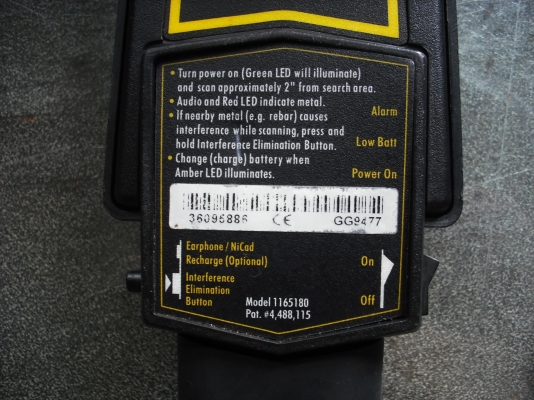 • Turn power on (Green LED will illuminate)
and scan approximately 2" from search area.
• Audio and Red LED indicate metal.
• If nearby metal (e.g. rebar) causes
interference while scanning, press and
hold Interference Elimination Button.
• Change (charge) battery when
Amber LED illuminates.
Alarm
Low Batt
Power On
36095886 CE GG9477
Earphone / NiCad
Recharge (Optional)
Interference
Elimination
Button
On
Off
Model 1165180
Pat. #4,488,115